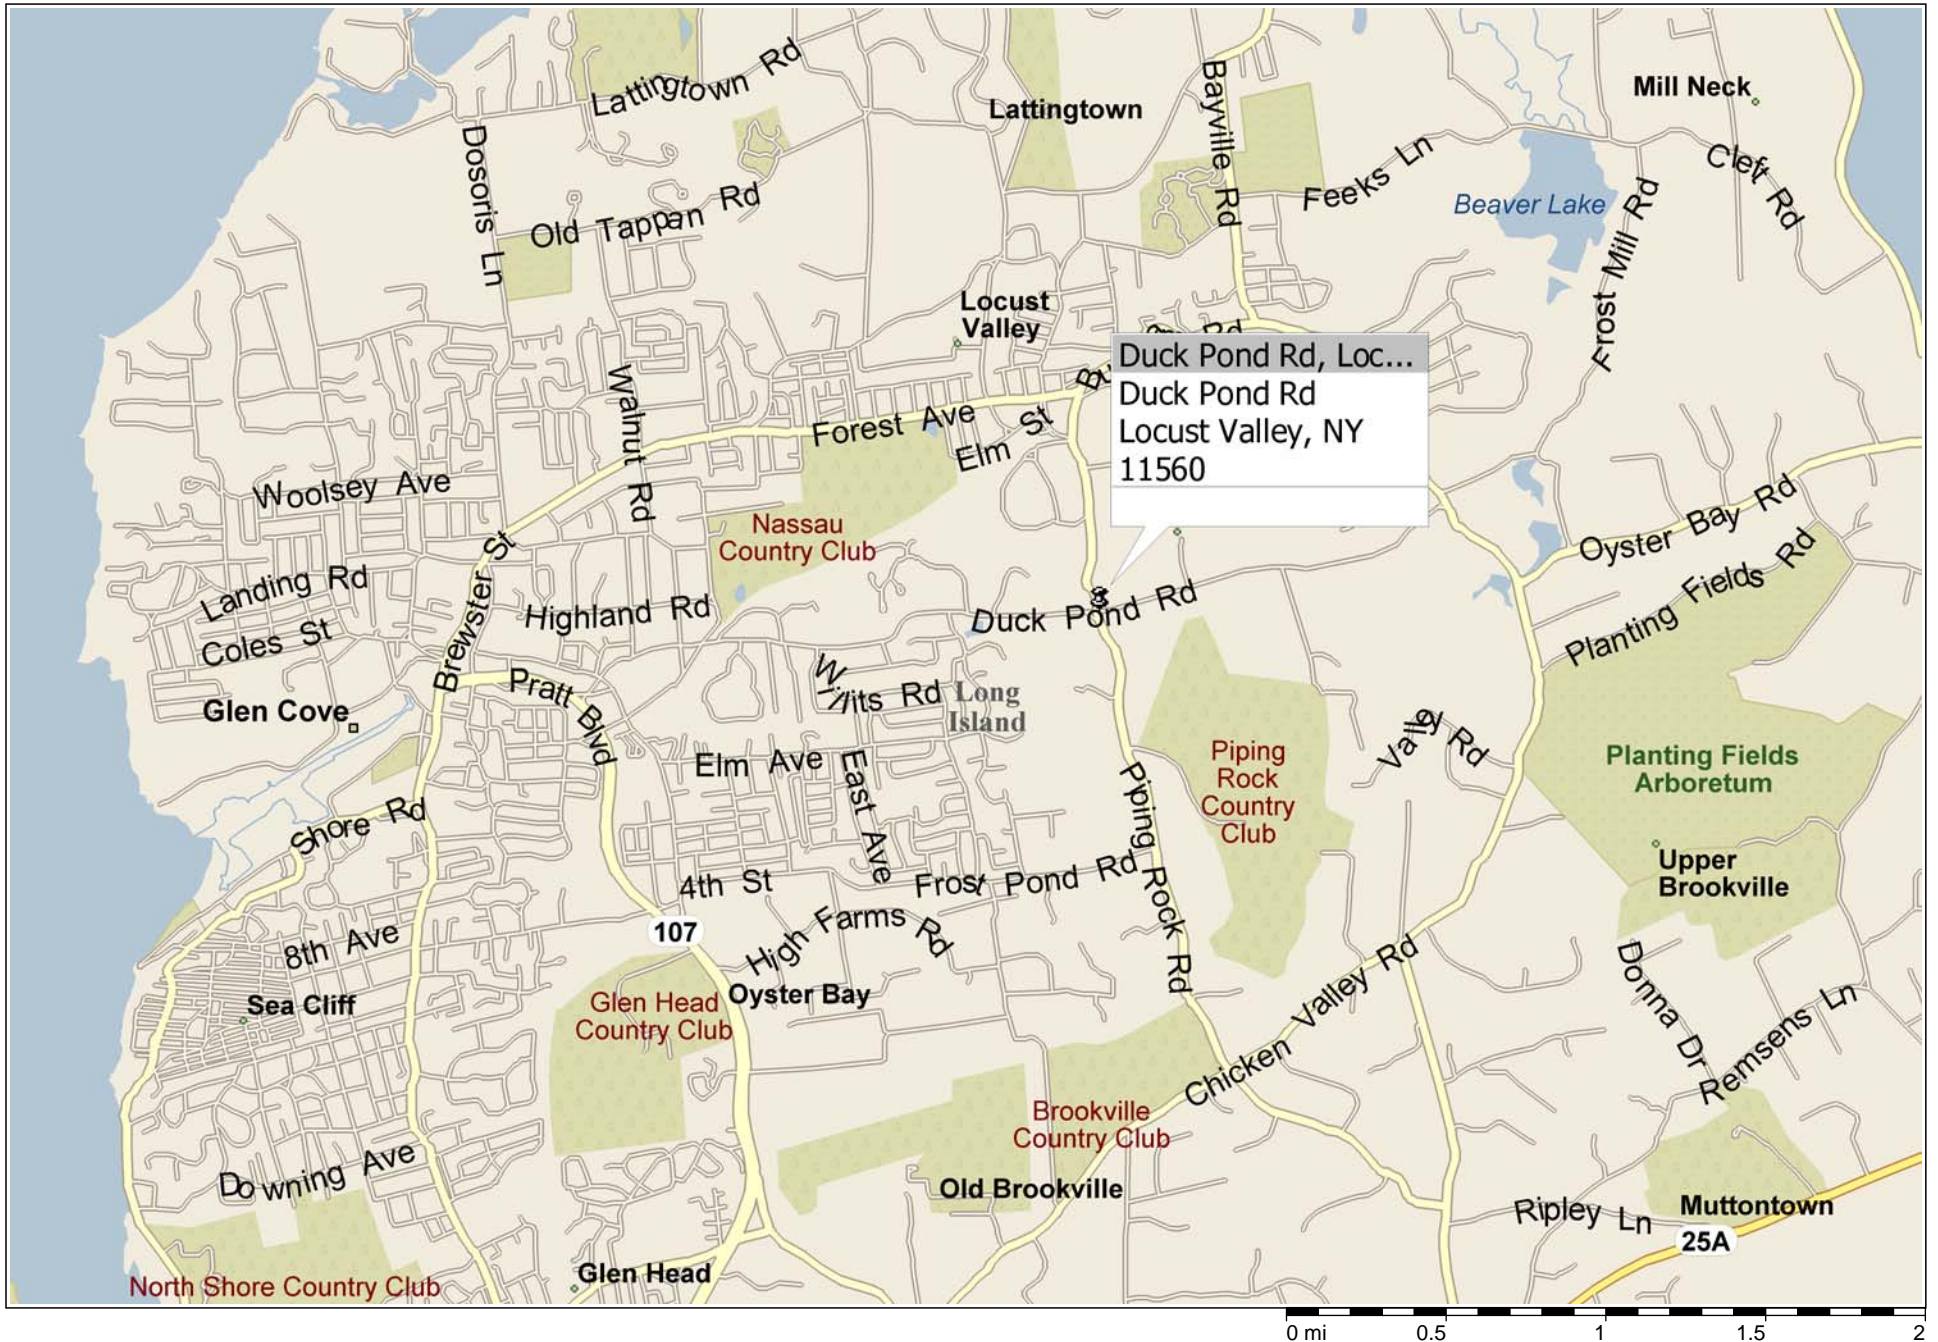 Lattingtown Rd
Lattingtown
Bayville Rd
Mill Neck
Dosoris Ln
Feeks Ln
Cleft Rd
Old Tappan Rd
Beaver Lake
Frost Mill Rd
Locust
Valley
Rd
Duck Pond Rd, Loc...
Duck Pond Rd
Locust Valley, NY
11560
Walnut Rd
Forest Ave
Elm St
Woolsey Ave
Nassau
Country Club
Oyster Bay Rd
Planting Fields Rd
Landing Rd
Brewster St
Highland Rd
Duck Pond Rd
Coles St
Willits Rd
Pratt Blvd
Long
Island
Glen Cove
Valley Rd
Elm Ave
East Ave
Piping
Rock
Country
Club
Planting Fields
Arboretum
Piping Rock Rd
Shore Rd
Upper
Brookville
4th St
Frost Pond Rd
High Farms Rd
107
8th Ave
Chicken Valley Rd
Donna Dr
Remsens Ln
Sea Cliff
Glen Head
Country Club
Oyster Bay
Brookville
Country Club
Downing Ave
Old Brookville
Ripley Ln
Muttontown
25A
North Shore Country Club
Glen Head
0 mi 0.5 1 1.5 2